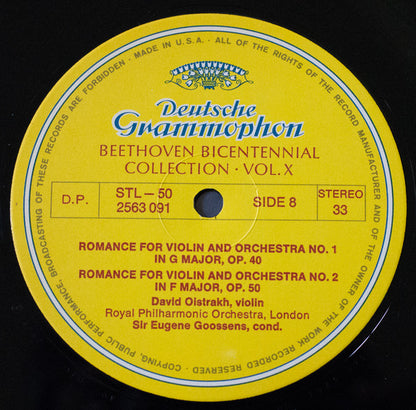 MADE IN U.S.A. · ALL OF THE RIGHTS OF THE RECORD MANUFACTURER AND OF THE OWNER OF THE WORK RECORDED RESERVED · COPYING, PUBLIC PERFORMANCE, BROADCASTING OF THESE RECORDS ARE FORBIDDEN ·
Deutsche
Grammophon
BEETHOVEN BICENTENNIAL
COLLECTION · VOL. X
D.P.
STL-50
2563 091
SIDE 8
STEREO
33
ROMANCE FOR VIOLIN AND ORCHESTRA NO. 1
IN G MAJOR, OP. 40
ROMANCE FOR VIOLIN AND ORCHESTRA NO. 2
IN F MAJOR, OP. 50
David Oistrakh, violin
Royal Philharmonic Orchestra, London
Sir Eugene Goossens, cond.